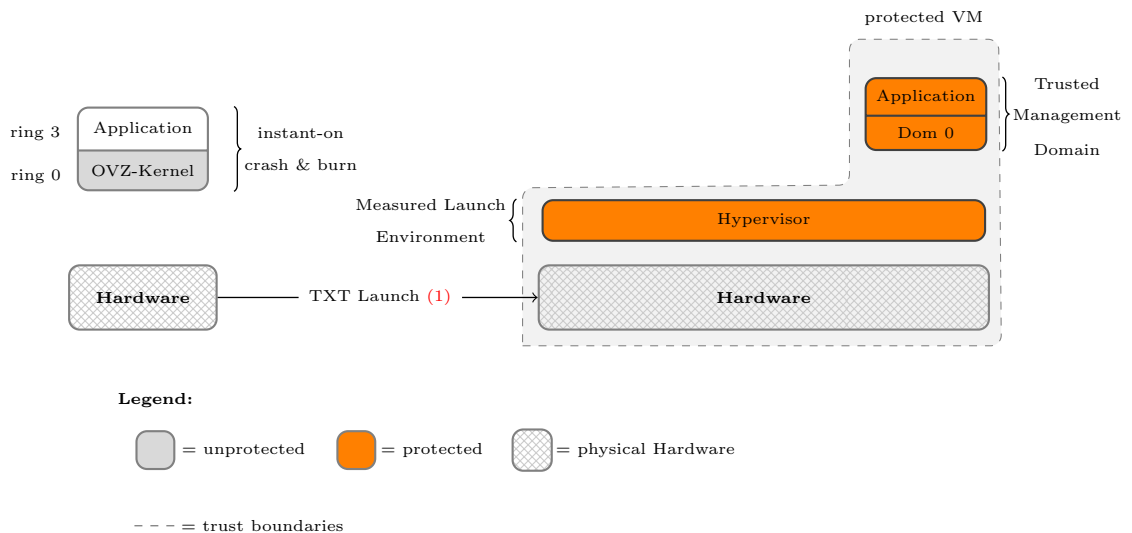 protected VM
Application
Dom 0
Trusted
Management
Domain
ring 3
Application
ring 0
OVZ-Kernel
instant-on
crash & burn
Measured Launch
Environment
Hypervisor
Hardware
TXT Launch (1)
Hardware
Legend:
= unprotected
= protected
= physical Hardware
= trust boundaries